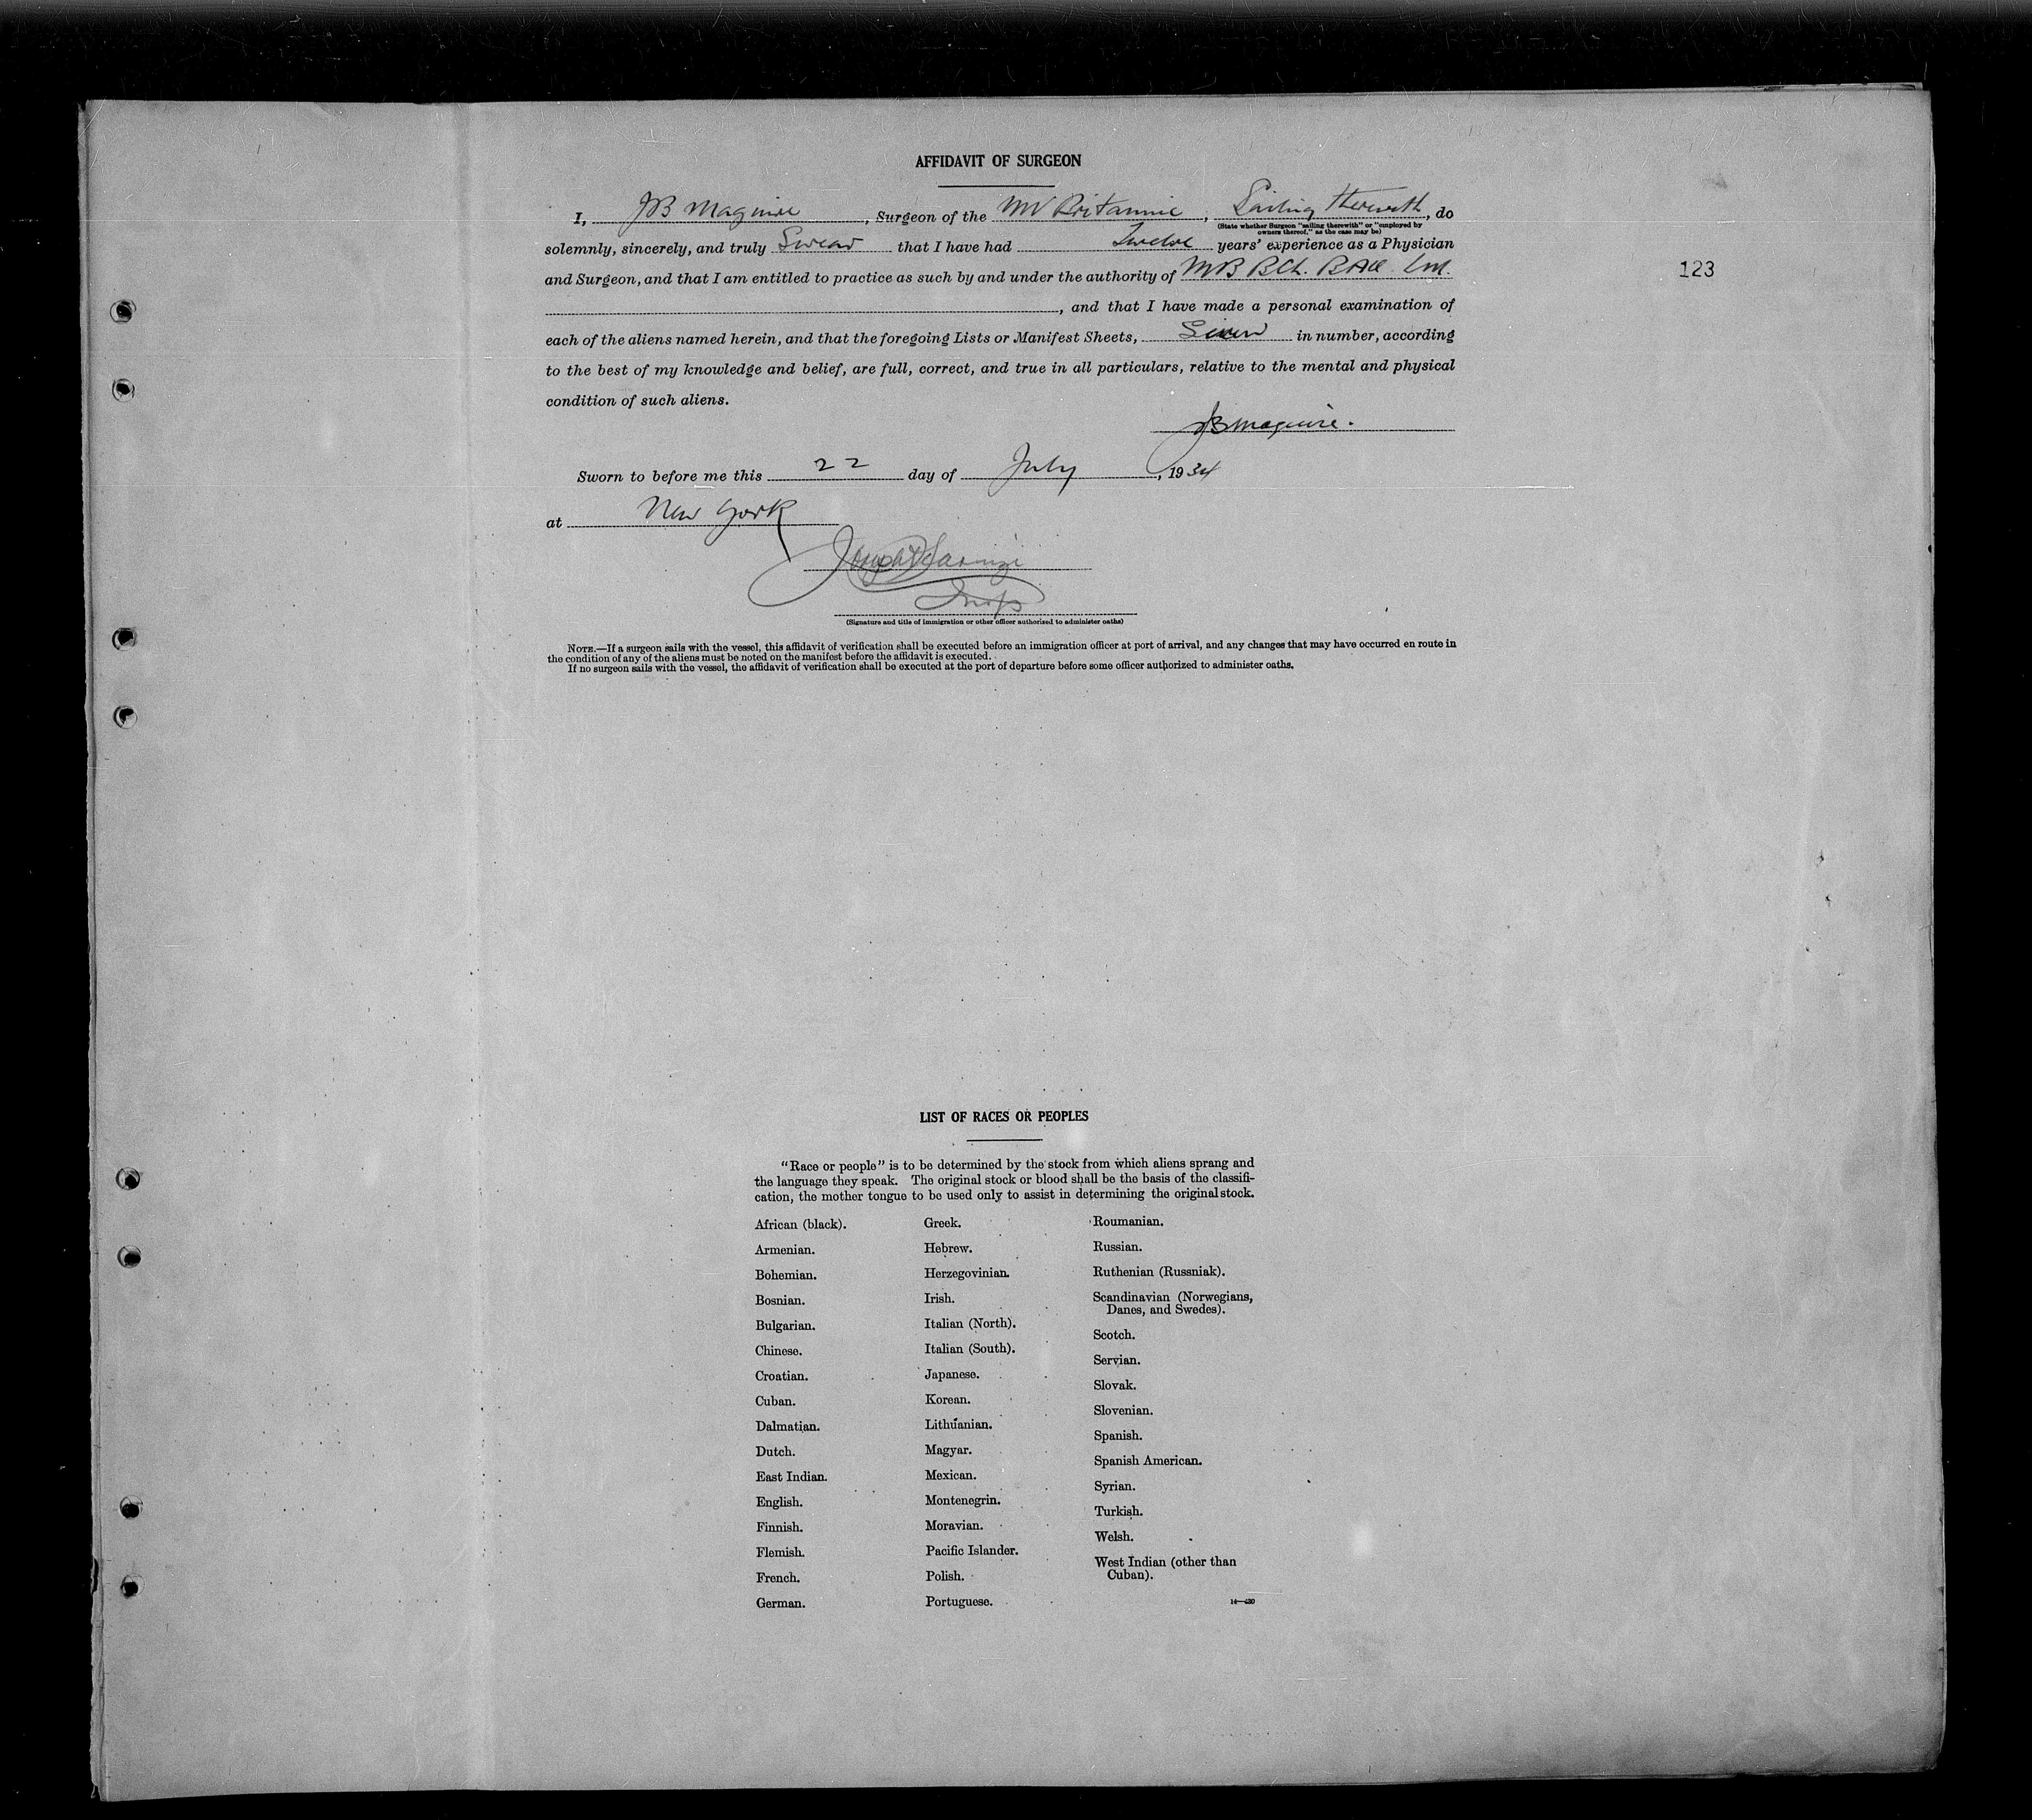 AFFIDAVIT OF SURGEON
I, JB Maguire, Surgeon of the MV Britannic, Sailing therewith, do
(State whether Surgeon "sailing therewith" or "employed by
owners thereof," as the case may be)
solemnly, sincerely, and truly Swear that I have had Twelve years' experience as a Physician
and Surgeon, and that I am entitled to practice as such by and under the authority of MB BCh. BAO LM.
123
, and that I have made a personal examination of
each of the aliens named herein, and that the foregoing Lists or Manifest Sheets, Seven in number, according
to the best of my knowledge and belief, are full, correct, and true in all particulars, relative to the mental and physical
condition of such aliens.
JB Maguire.
Sworn to before me this 22 day of July, 1934
at New York
Insp
(Signature and title of immigration or other officer authorized to administer oaths)
NOTE.—If a surgeon sails with the vessel, this affidavit of verification shall be executed before an immigration officer at port of arrival, and any changes that may have occurred en route in
the condition of any of the aliens must be noted on the manifest before the affidavit is executed.
If no surgeon sails with the vessel, the affidavit of verification shall be executed at the port of departure before some officer authorized to administer oaths.
LIST OF RACES OR PEOPLES
"Race or people" is to be determined by the stock from which aliens sprang and
the language they speak. The original stock or blood shall be the basis of the classifi-
cation, the mother tongue to be used only to assist in determining the original stock.
African (black).
Armenian.
Bohemian.
Bosnian.
Bulgarian.
Chinese.
Croatian.
Cuban.
Dalmatian.
Dutch.
East Indian.
English.
Finnish.
Flemish.
French.
German.
Greek.
Hebrew.
Herzegovinian.
Irish.
Italian (North).
Italian (South).
Japanese.
Korean.
Lithuanian.
Magyar.
Mexican.
Montenegrin.
Moravian.
Pacific Islander.
Polish.
Portuguese.
Roumanian.
Russian.
Ruthenian (Russniak).
Scandinavian (Norwegians,
Danes, and Swedes).
Scotch.
Servian.
Slovak.
Slovenian.
Spanish.
Spanish American.
Syrian.
Turkish.
Welsh.
West Indian (other than
Cuban).
14—430